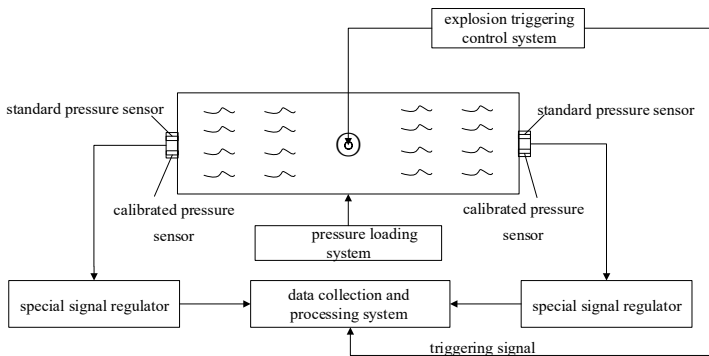 explosion triggering
control system
standard pressure sensor
standard pressure sensor
calibrated pressure
sensor
calibrated pressure
sensor
pressure loading
system
special signal regulator
data collection and
processing system
special signal regulator
triggering signal